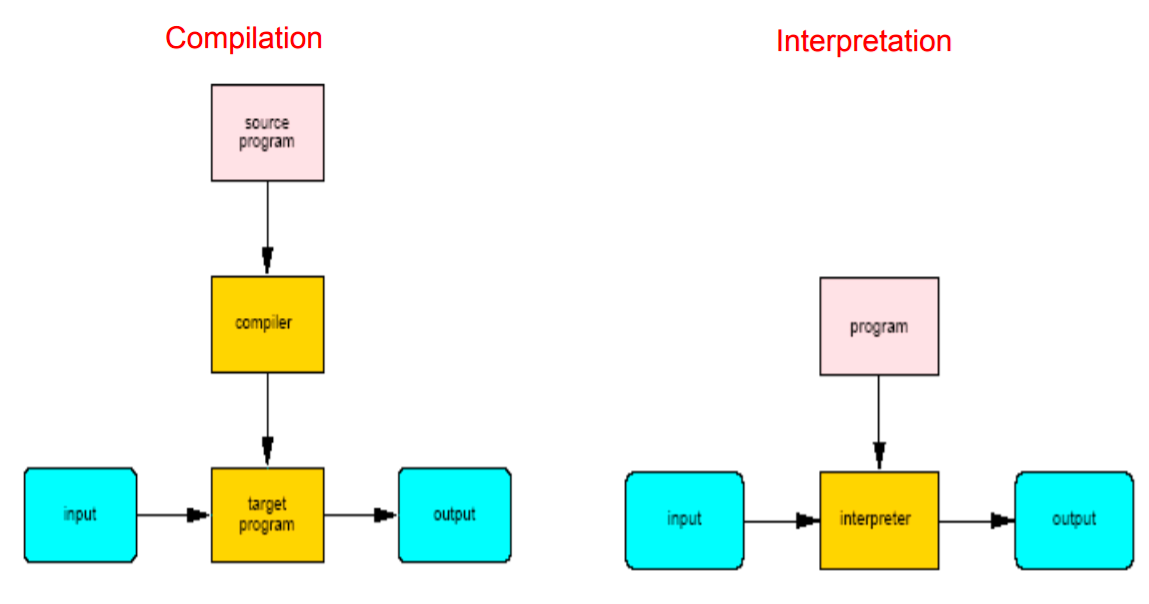 Compilation
Interpretation
source
program
compiler
program
input
target
program
output
input
interpreter
output